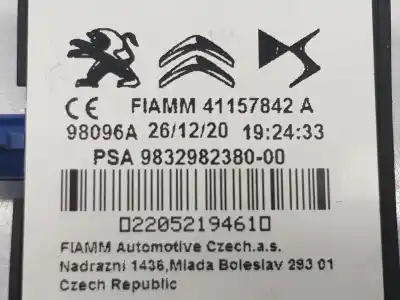 CE FIAMM 41157842 A
98096A 26/12/20 19:24:33
PSA 9832982380-00
022052194610
FIAMM Automotive Czech.a.s.
Nadrazni 1436,Mlada Boleslav 293 01
Czech Republic